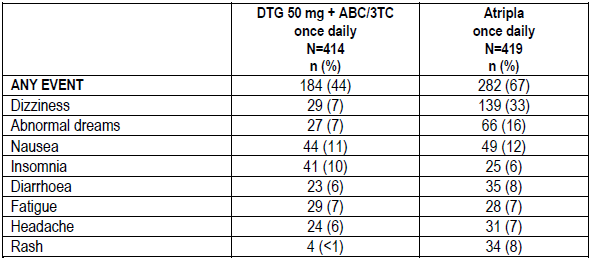 DTG 50 mg + ABC/3TC once daily N=414 n (%) | Atripla once daily N=419 n (%)
ANY EVENT 184 (44) 282 (67)
Dizziness 29 (7) 139 (33)
Abnormal dreams 27 (7) 66 (16)
Nausea 44 (11) 49 (12)
Insomnia 41 (10) 25 (6)
Diarrhoea 23 (6) 35 (8)
Fatigue 29 (7) 28 (7)
Headache 24 (6) 31 (7)
Rash 4 (<1) 34 (8)